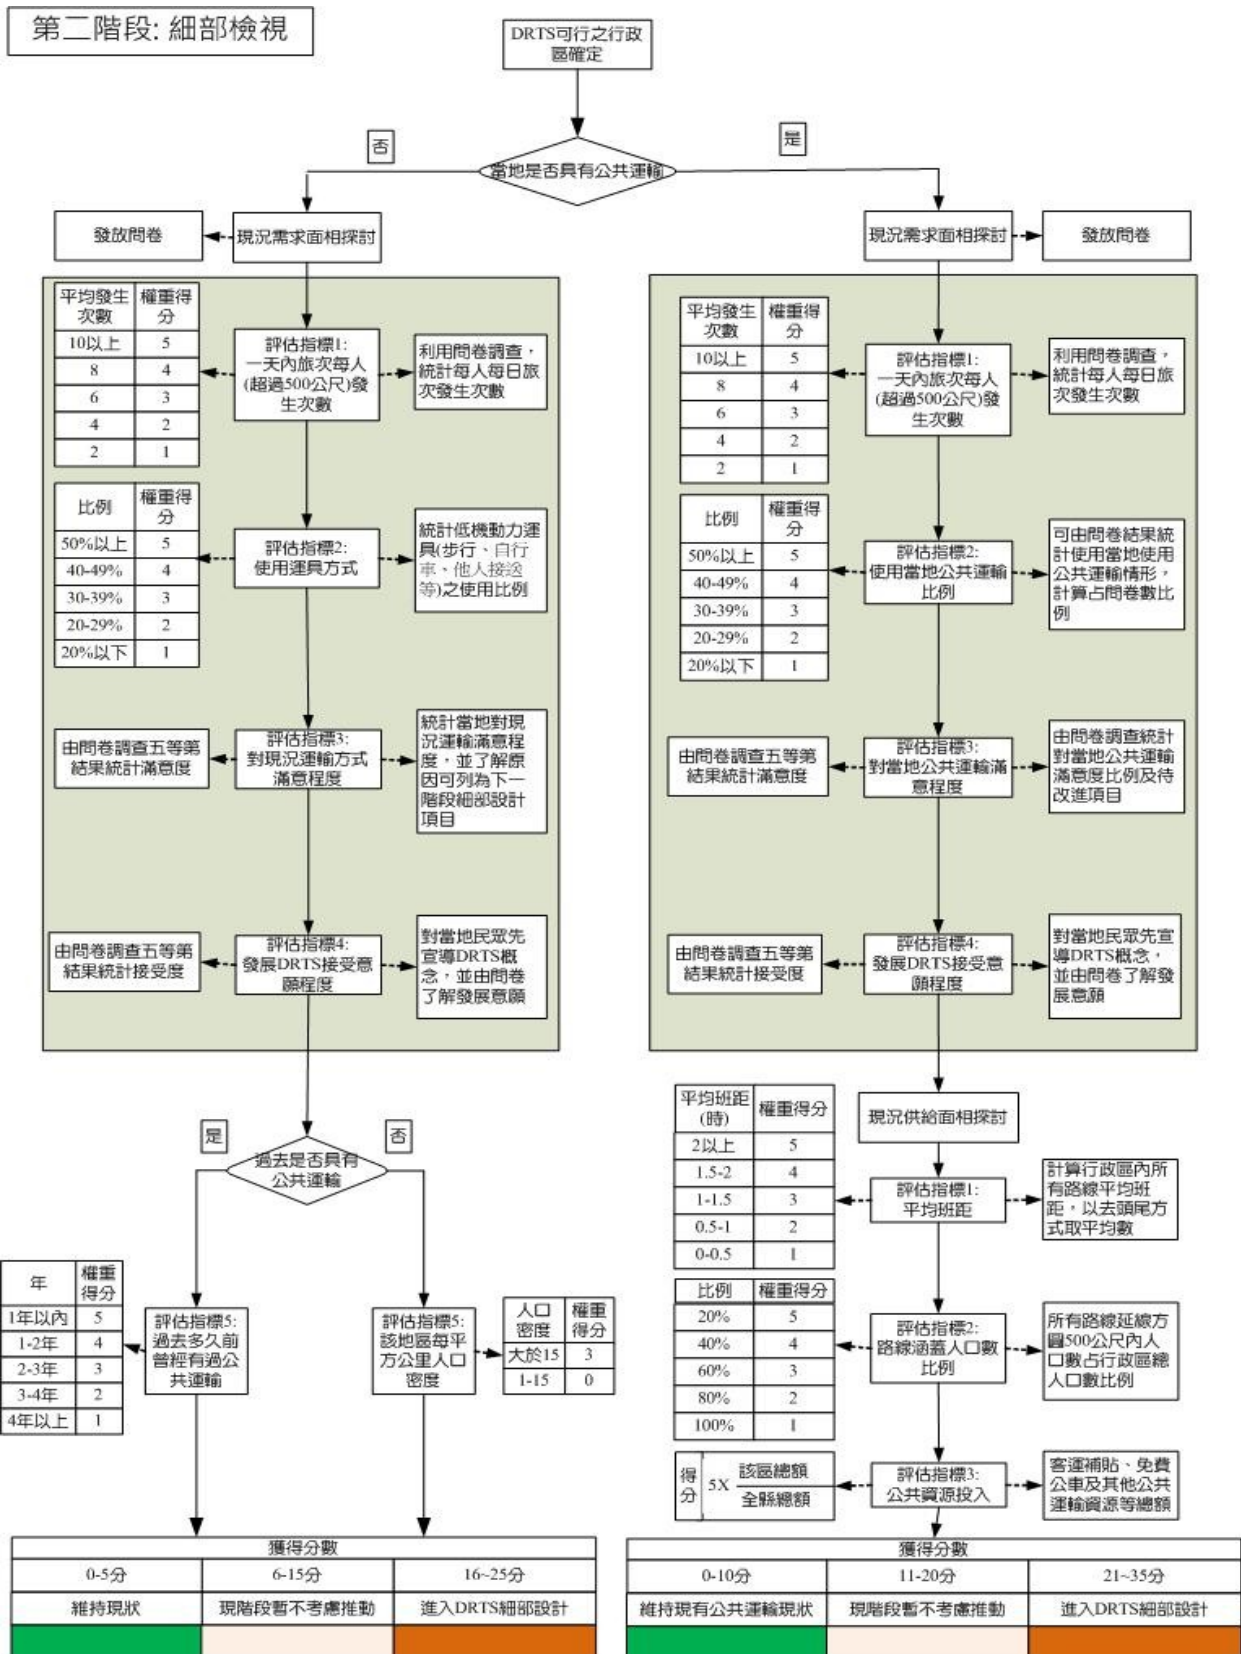 第二階段: 細部檢視
DRTS可行之行政
區確定
否
是
當地是否具有公共運輸
發放問卷
現況需求面相探討
平均發生
次數
權重得
分
10以上
5
8
4
6
3
4
2
2
1
評估指標1:
一天內旅次每人
(超過500公尺)發
生次數
利用問卷調查，
統計每人每日旅
次發生次數
比例
權重得
分
50%以上
5
40-49%
4
30-39%
3
20-29%
2
20%以下
1
評估指標2:
使用運具方式
統計低機動力運
具(步行、自行
車、他人接送
等)之使用比例
由問卷調查五等第
結果統計滿意度
評估指標3:
對現況運輸方式
滿意程度
統計當地對現
況運輸滿意程
度，並了解原
因可列為下一
階段細部設計
項目
由問卷調查五等第
結果統計接受度
評估指標4:
發展DRTS接受意
願程度
對當地民眾先
宣導DRTS概
念，並由問卷
了解發展意願
是
否
過去是否具有
公共運輸
年
權重
得分
1年以內
5
1-2年
4
2-3年
3
3-4年
2
4年以上
1
評估指標5:
過去多久前
曾經有過公
共運輸
評估指標5:
該地區每平
方公里人口
密度
人口
密度
權重
得分
大於15
3
1-15
0
獲得分數
0-5分
6-15分
16~25分
維持現狀
現階段暫不考慮推動
進入DRTS細部設計
現況需求面相探討
發放問卷
平均發生
次數
權重得
分
10以上
5
8
4
6
3
4
2
2
1
評估指標1:
一天內旅次每人
(超過500公尺)發
生次數
利用問卷調查，
統計每人每日旅
次發生次數
比例
權重得
分
50%以上
5
40-49%
4
30-39%
3
20-29%
2
20%以下
1
評估指標2:
使用當地公共運輸
比例
可由問卷結果統
計使用當地使用
公共運輸情形，
計算占問卷數比
例
由問卷調查五等第
結果統計滿意度
評估指標3:
對當地公共運輸滿
意程度
由問卷調查統計
對當地公共運輸
滿意度比例及待
改進項目
由問卷調查五等第
結果統計接受度
評估指標4:
發展DRTS接受意
願程度
對當地民眾先宣
導DRTS概念，
並由問卷了解發
展意願
現況供給面相探討
平均班距
(時)
權重得分
2以上
5
1.5-2
4
1-1.5
3
0.5-1
2
0-0.5
1
評估指標1:
平均班距
計算行政區內所
有路線平均班
距，以去頭尾方
式取平均數
比例
權重得分
20%
5
40%
4
60%
3
80%
2
100%
1
評估指標2:
路線涵蓋人口數
比例
所有路線延線方
圓500公尺內人
口數占行政區總
人口數比例
得
分
5X
該區總額
全縣總額
評估指標3:
公共資源投入
客運補貼、免費
公車及其他公共
運輸資源等總額
獲得分數
0-10分
11-20分
21~35分
維持現有公共運輸現狀
現階段暫不考慮推動
進入DRTS細部設計